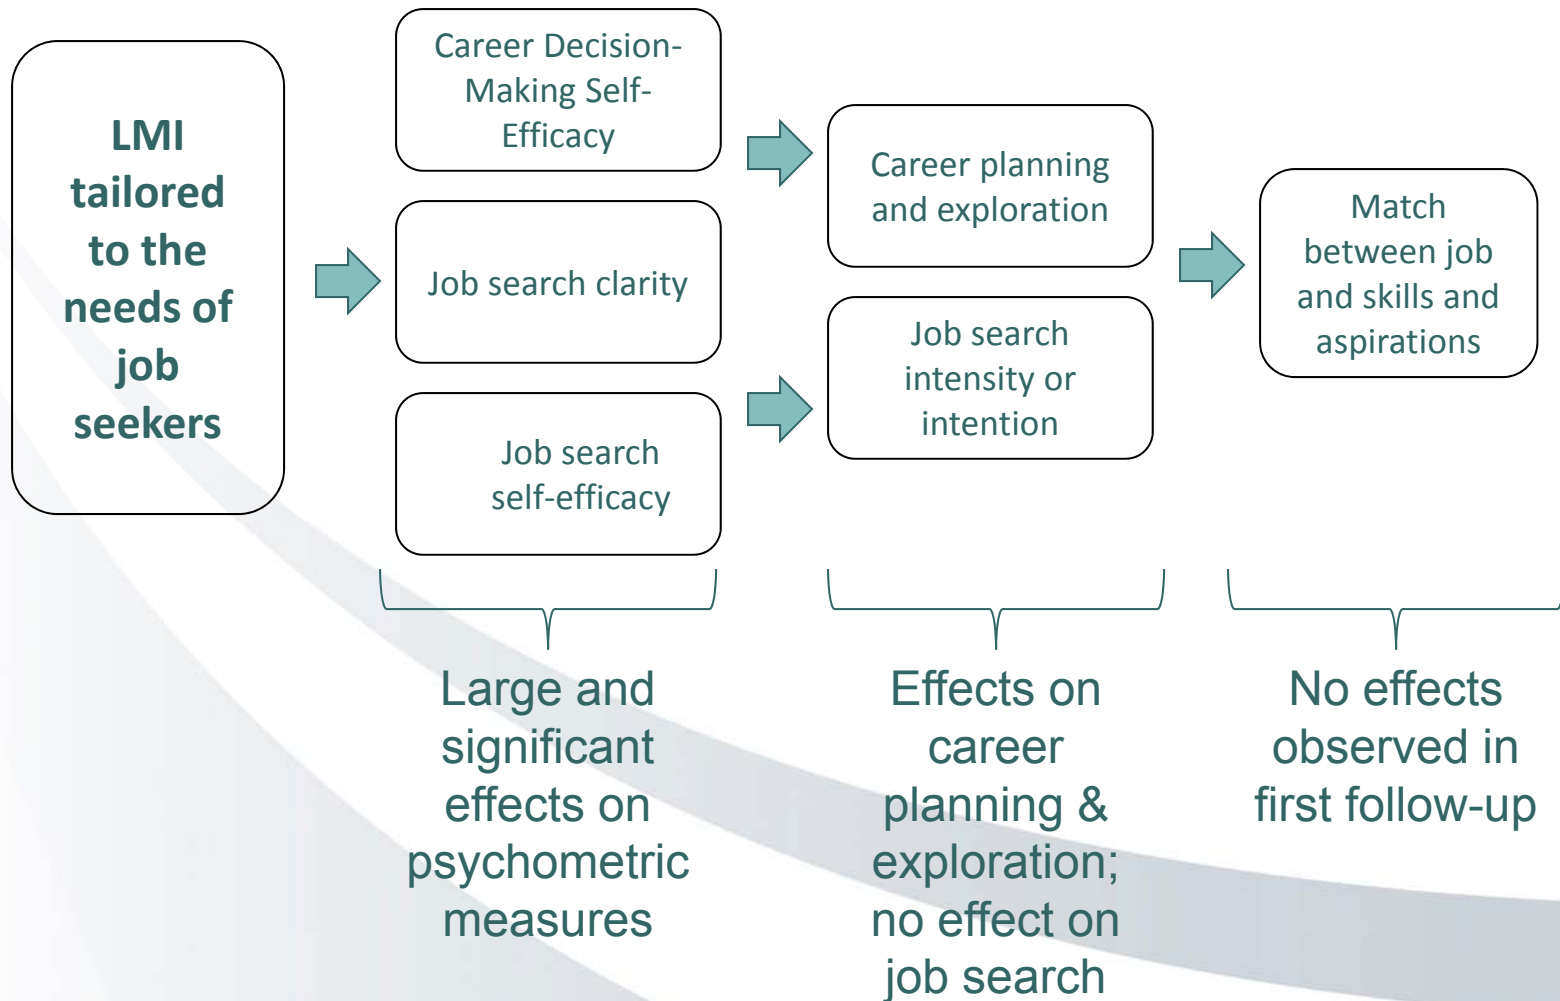 LMI
tailored
to the
needs of
job
seekers
Career Decision-
Making Self-
Efficacy
Job search clarity
Job search
self-efficacy
Career planning
and exploration
Job search
intensity or
intention
Match
between job
and skills and
aspirations
Large and
significant
effects on
psychometric
measures
Effects on
career
planning &
exploration;
no effect on
job search
No effects
observed in
first follow-up